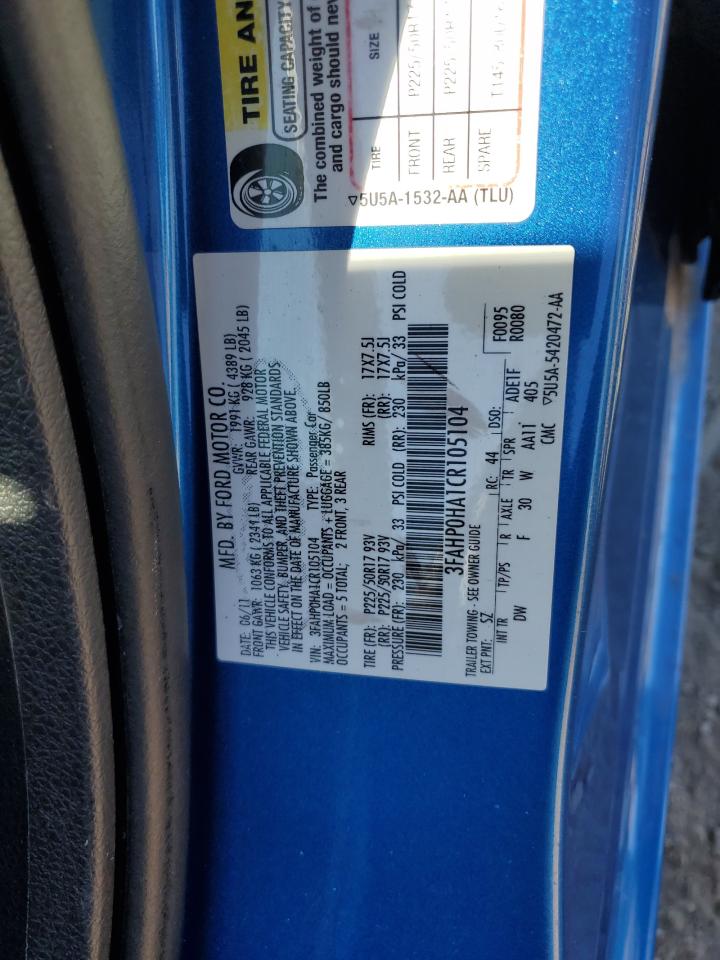 TIRE AN
SEATING CAPACITY
The combined weight of
and cargo should nev
TIRE SIZE
FRONT P225/50R17
REAR P225/50R
SPARE T145
▽5U5A-1532-AA (TLU)
MFD. BY FORD MOTOR CO.
DATE: 06/11 GVWR: 1991 KG ( 4389 LB)
FRONT GAWR: 1063 KG ( 2344 LB) REAR GAWR: 928 KG ( 2045 LB)
THIS VEHICLE CONFORMS TO ALL APPLICABLE FEDERAL MOTOR
VEHICLE SAFETY, BUMPER, AND THEFT PREVENTION STANDARDS
IN EFFECT ON THE DATE OF MANUFACTURE SHOWN ABOVE.
VIN: 3FAHP0HA1CR105104 TYPE: Passenger Car
MAXIMUM LOAD = OCCUPANTS + LUGGAGE = 385KG/ 850LB
OCCUPANTS = 5 TOTAL; 2 FRONT, 3 REAR
TIRE (FR): P225/50R17 93V RIMS (FR): 17X7.5J
(RR): P225/50R17 93V (RR): 17X7.5J
PRESSURE (FR): 230 kPa/ 33 PSI COLD (RR): 230 kPa/ 33 PSI COLD
3FAHP0HA1CR105104
TRAILER TOWING - SEE OWNER GUIDE
EXT PNT: SZ RC: 44 DSO: F0095
R0080
INT TR TP/PS R AXLE TR SPR ADE1F
DW F 30 W AA11 405
CMC ▽5U5A-5420472-AA